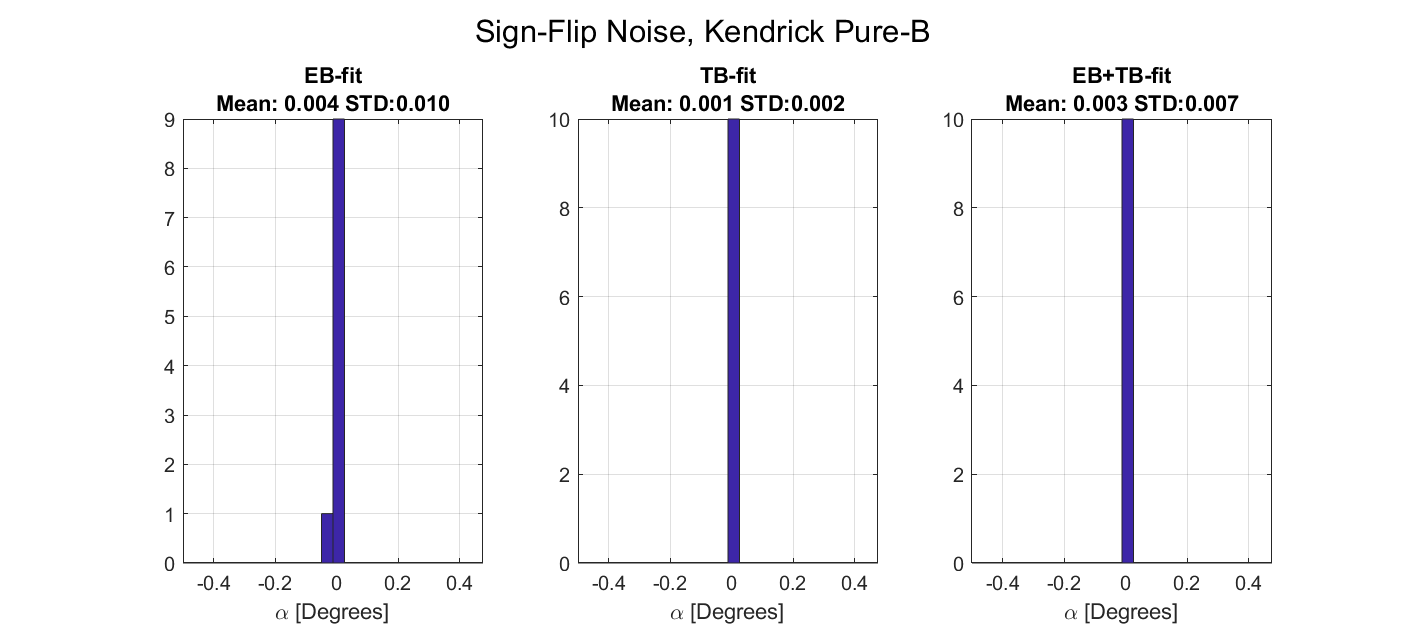 Sign-Flip Noise, Kendrick Pure-B
EB-fit
Mean: 0.004 STD:0.010
9
8
7
6
5
4
3
2
1
0
-0.4 -0.2 0 0.2 0.4
α [Degrees]
TB-fit
Mean: 0.001 STD:0.002
10
8
6
4
2
0
-0.4 -0.2 0 0.2 0.4
α [Degrees]
EB+TB-fit
Mean: 0.003 STD:0.007
10
8
6
4
2
0
-0.4 -0.2 0 0.2 0.4
α [Degrees]